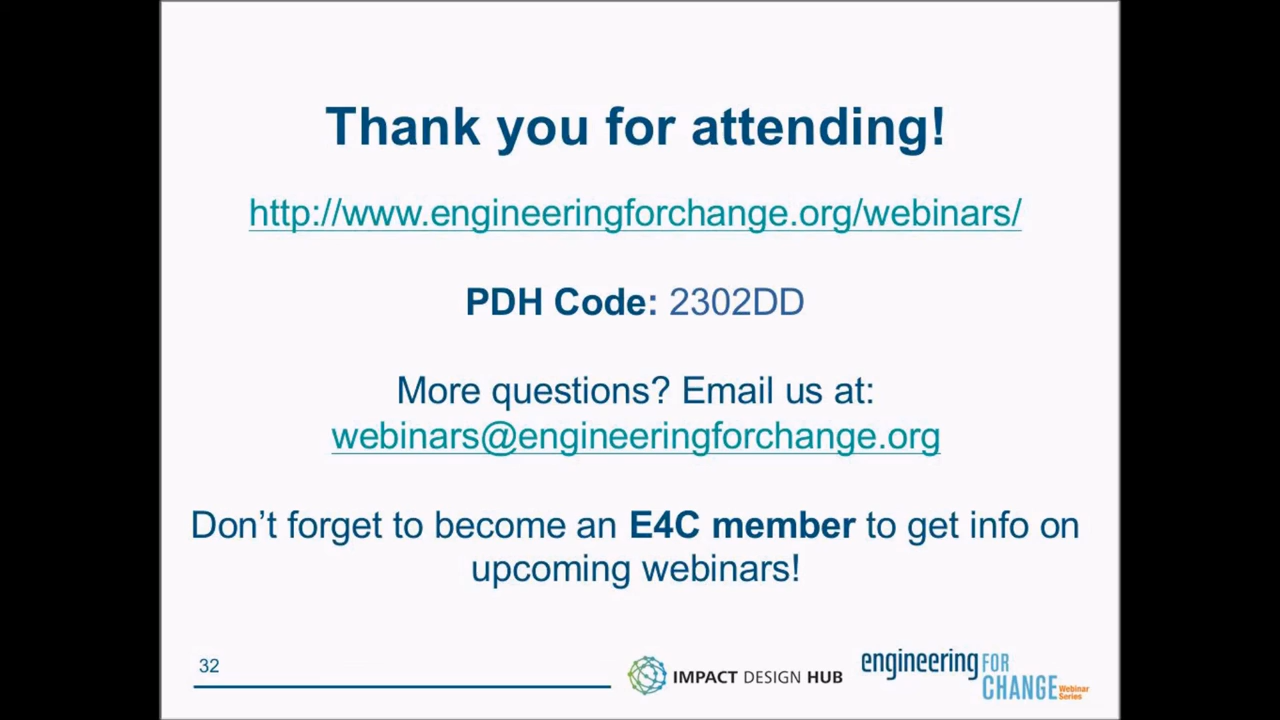 Thank you for attending!
http://www.engineeringforchange.org/webinars/
PDH Code: 2302DD
More questions? Email us at:
webinars@engineeringforchange.org
Don't forget to become an E4C member to get info on
upcoming webinars!
32
IMPACT DESIGN HUB
engineering FOR
CHANGE Webinar
Series